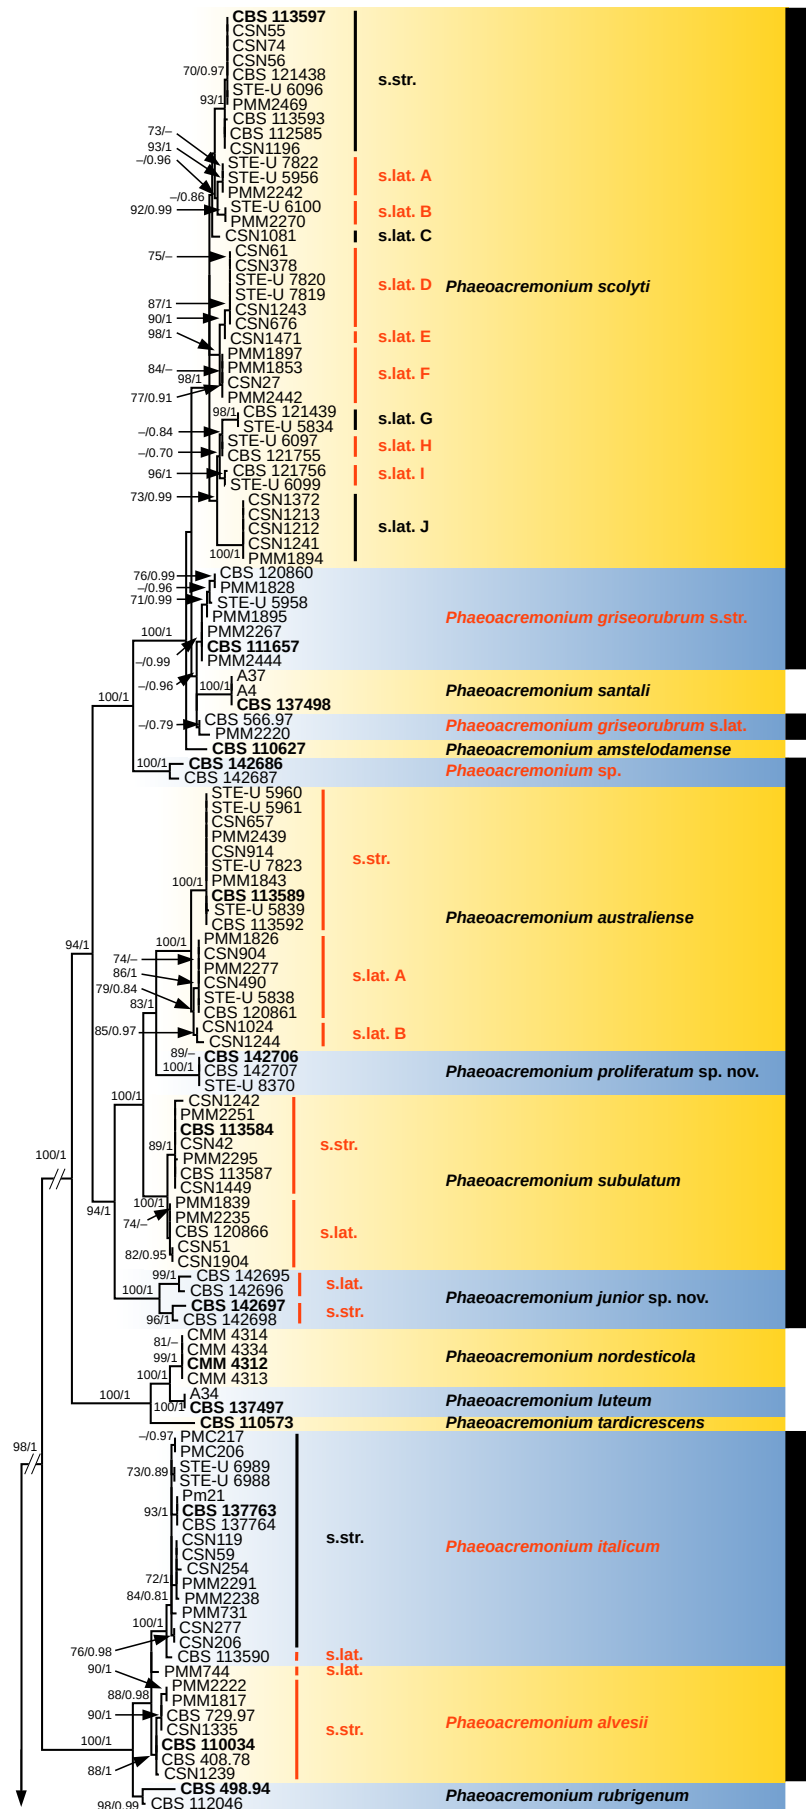 CBS 113597
CSN55
CSN74
CSN56
70/0.97 CBS 121438
s.str.
STE-U 6096
93/1 PMM2469
CBS 113593
CBS 112585
73/–
93/1 CSN1196
–/0.96 STE-U 7822
STE-U 5956 s.lat. A
–/0.86 PMM2242
92/0.99 STE-U 6100 s.lat. B
PMM2270
CSN1081 s.lat. C
75/– CSN61
CSN378
STE-U 7820 s.lat. D Phaeoacremonium scolyti
87/1 STE-U 7819
90/1 CSN1243
CSN676
98/1 CSN1471 s.lat. E
PMM1897
84/– PMM1853 s.lat. F
98/1 CSN27
77/0.91 PMM2442
98/1 CBS 121439 s.lat. G
–/0.84 STE-U 5834
STE-U 6097 s.lat. H
–/0.70 CBS 121755
96/1 CBS 121756 s.lat. I
STE-U 6099
73/0.99 CSN1372
CSN1213
CSN1212 s.lat. J
CSN1241
100/1 PMM1894
76/0.99 CBS 120860
–/0.96 PMM1828
71/0.99 STE-U 5958
PMM1895 Phaeoacremonium griseorubrum s.str.
100/1 PMM2267
CBS 111657
–/0.99 PMM2444
A37
–/0.96 100/1 A4 Phaeoacremonium santali
100/1 CBS 137498
–/0.79 CBS 566.97 Phaeoacremonium griseorubrum s.lat.
PMM2220
CBS 110627 Phaeoacremonium amstelodamense
100/1 CBS 142686 Phaeoacremonium sp.
CBS 142687
STE-U 5960
STE-U 5961
CSN657
PMM2439
CSN914 s.str.
STE-U 7823
100/1 PMM1843
CBS 113589
STE-U 5839 Phaeoacremonium australiense
CBS 113592
94/1 100/1 PMM1826
74/– CSN904
86/1 PMM2277 s.lat. A
79/0.84 CSN490
83/1 STE-U 5838
CBS 120861
85/0.97 CSN1024 s.lat. B
CSN1244
89/– CBS 142706
100/1 CBS 142707 Phaeoacremonium proliferatum sp. nov.
STE-U 8370
100/1 CSN1242
PMM2251
CBS 113584
89/1 CSN42 s.str.
100/1 PMM2295
CBS 113587 Phaeoacremonium subulatum
CSN1449
94/1 100/1 PMM1839
74/– PMM2235
CBS 120866 s.lat.
82/0.95 CSN51
CSN1904
99/1 CBS 142695 s.lat.
100/1 CBS 142696 Phaeoacremonium junior sp. nov.
CBS 142697 s.str.
96/1 CBS 142698
CMM 4314
81/– CMM 4334 Phaeoacremonium nordesticola
99/1 CMM 4312
100/1 CMM 4313
100/1 A34 Phaeoacremonium luteum
100/1 CBS 137497
CBS 110573 Phaeoacremonium tardicrescens
–/0.97 PMC217
98/1 PMC206
73/0.89 STE-U 6989
STE-U 6988
Pm21
93/1 CBS 137763
CBS 137764 s.str.
CSN119 Phaeoacremonium italicum
CSN59
CSN254
72/1 PMM2291
84/0.81 PMM2238
PMM731
100/1 CSN277
76/0.98 CSN206
CBS 113590 s.lat.
90/1 PMM744 s.lat.
88/0.98 PMM2222
PMM1817
90/1 CBS 729.97
CSN1335 s.str. Phaeoacremonium alvesii
100/1 CBS 110034
88/1 CBS 408.78
CSN1239
CBS 498.94 Phaeoacremonium rubrigenum
98/0.99 CBS 112046